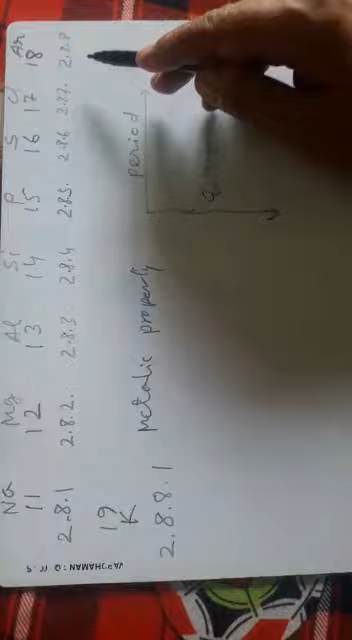 Na Mg Al Si P S Cl Ar
11 12 13 14 15 16 17 18
2.8.1 2.8.2. 2.8.3 2.8.4 2.8.5. 2.8.6 2.8.7. 2.8.8
19
K
2.8.8.1
Metalic property
period